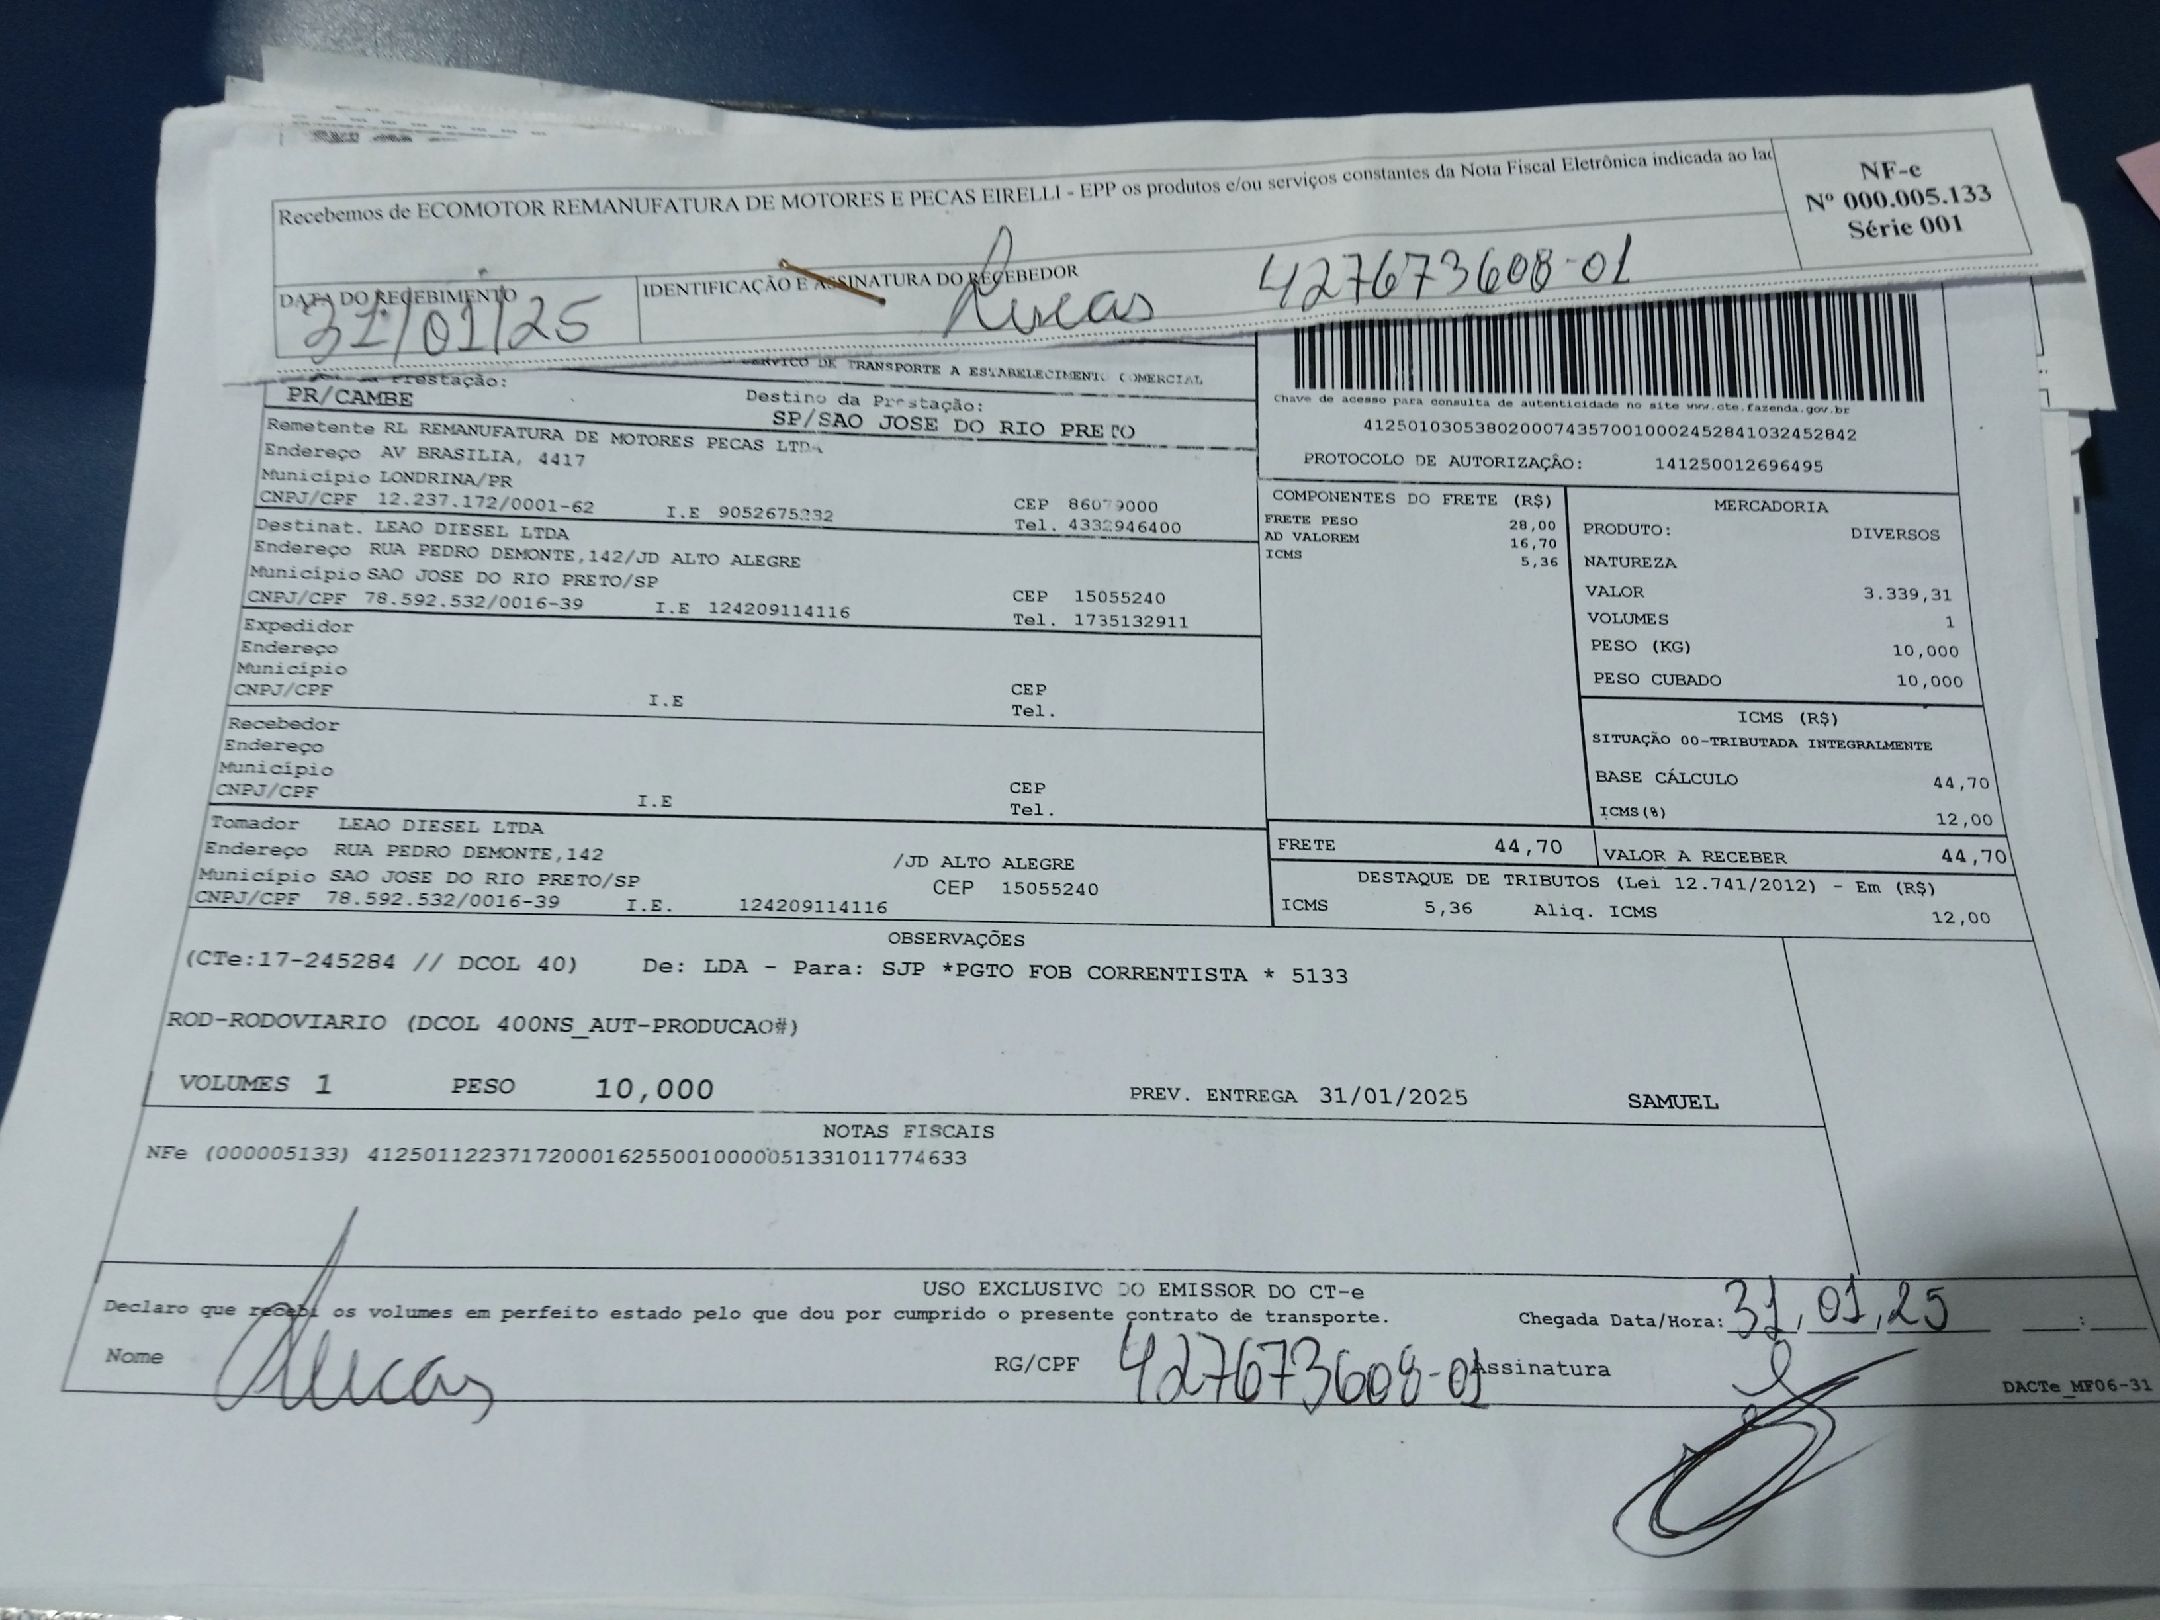 Recebemos de ECOMOTOR REMANUFATURA DE MOTORES E PECAS EIRELLI - EPP os produtos e/ou serviços constantes da Nota Fiscal Eletrônica indicada ao lad
NF-e
Nº 000.005.133
Série 001
DATA DO RECEBIMENTO
31/01/25
IDENTIFICAÇÃO E ASSINATURA DO RECEBEDOR
Lucas 427673608-01
SERVICO DE TRANSPORTE A ESTABELECIMENTO COMERCIAL
Prestação:
PR/CAMBE
Destino da Prestação:
SP/SAO JOSE DO RIO PRETO
Chave de acesso para consulta de autenticidade no site www.cte.fazenda.gov.br
41250103053802000743570010002452841032452842
PROTOCOLO DE AUTORIZAÇÃO: 141250012696495
Remetente RL REMANUFATURA DE MOTORES PECAS LTDA
Endereço AV BRASILIA, 4417
Município LONDRINA/PR
CNPJ/CPF 12.237.172/0001-62 I.E 9052675232
CEP 86079000
Tel. 4332946400
Destinat. LEAO DIESEL LTDA
Endereço RUA PEDRO DEMONTE,142/JD ALTO ALEGRE
Município SAO JOSE DO RIO PRETO/SP
CNPJ/CPF 78.592.532/0016-39 I.E 124209114116
CEP 15055240
Tel. 1735132911
Expedidor
Endereço
Município
CNPJ/CPF I.E
CEP
Tel.
Recebedor
Endereço
Município
CNPJ/CPF I.E
CEP
Tel.
Tomador LEAO DIESEL LTDA
Endereço RUA PEDRO DEMONTE,142 /JD ALTO ALEGRE
Município SAO JOSE DO RIO PRETO/SP CEP 15055240
CNPJ/CPF 78.592.532/0016-39 I.E. 124209114116
COMPONENTES DO FRETE (R$)
FRETE PESO 28,00
AD VALOREM 16,70
ICMS 5,36
MERCADORIA
PRODUTO: DIVERSOS
NATUREZA
VALOR 3.339,31
VOLUMES 1
PESO (KG) 10,000
PESO CUBADO 10,000
ICMS (R$)
SITUAÇÃO 00-TRIBUTADA INTEGRALMENTE
BASE CÁLCULO 44,70
ICMS(%) 12,00
FRETE 44,70
VALOR A RECEBER 44,70
DESTAQUE DE TRIBUTOS (Lei 12.741/2012) - Em (R$)
ICMS 5,36 Aliq. ICMS 12,00
OBSERVAÇÕES
(CTe:17-245284 // DCOL 40) De: LDA - Para: SJP *PGTO FOB CORRENTISTA * 5133
ROD-RODOVIARIO (DCOL 400NS_AUT-PRODUCAO#)
VOLUMES 1 PESO 10,000 PREV. ENTREGA 31/01/2025 SAMUEL
NOTAS FISCAIS
NFe (000005133) 41250112237172000162550010000051331011774633
USO EXCLUSIVO DO EMISSOR DO CT-e
Declaro que recebi os volumes em perfeito estado pelo que dou por cumprido o presente contrato de transporte.
Chegada Data/Hora: 31,01,25 :
Nome Lucas RG/CPF 427673608-01 Assinatura
DACTe_MF06-31